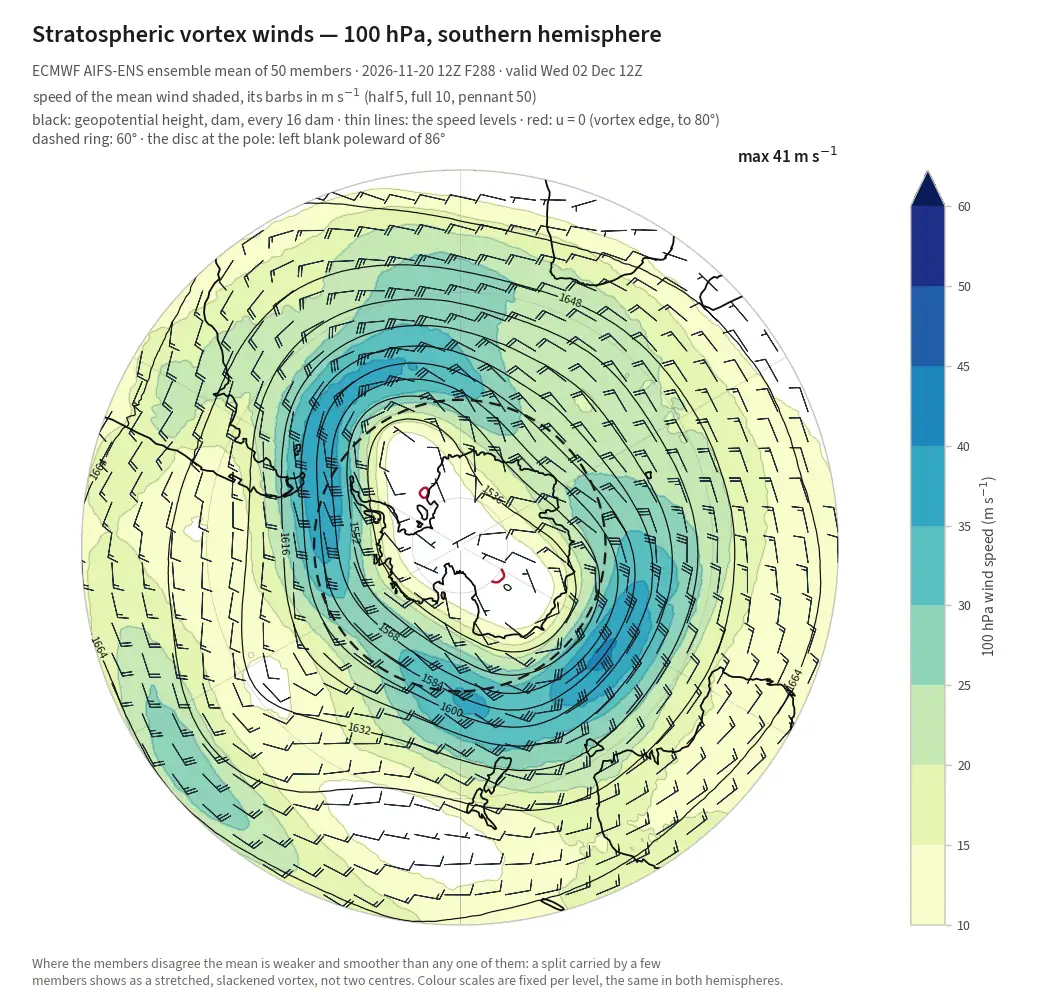 Stratospheric vortex winds — 100 hPa, southern hemisphere
ECMWF AIFS-ENS ensemble mean of 50 members · 2026-11-20 12Z F288 · valid Wed 02 Dec 12Z
speed of the mean wind shaded, its barbs in m s⁻¹ (half 5, full 10, pennant 50)
black: geopotential height, dam, every 16 dam · thin lines: the speed levels · red: u = 0 (vortex edge, to 80°)
dashed ring: 60° · the disc at the pole: left blank poleward of 86°
max 41 m s⁻¹
60
50
45
40
35
30
25
20
15
10
100 hPa wind speed (m s⁻¹)
1648
1536
1552
1616
1568
1584
1600
1632
1664
1664
Where the members disagree the mean is weaker and smoother than any one of them: a split carried by a few
members shows as a stretched, slackened vortex, not two centres. Colour scales are fixed per level, the same in both hemispheres.